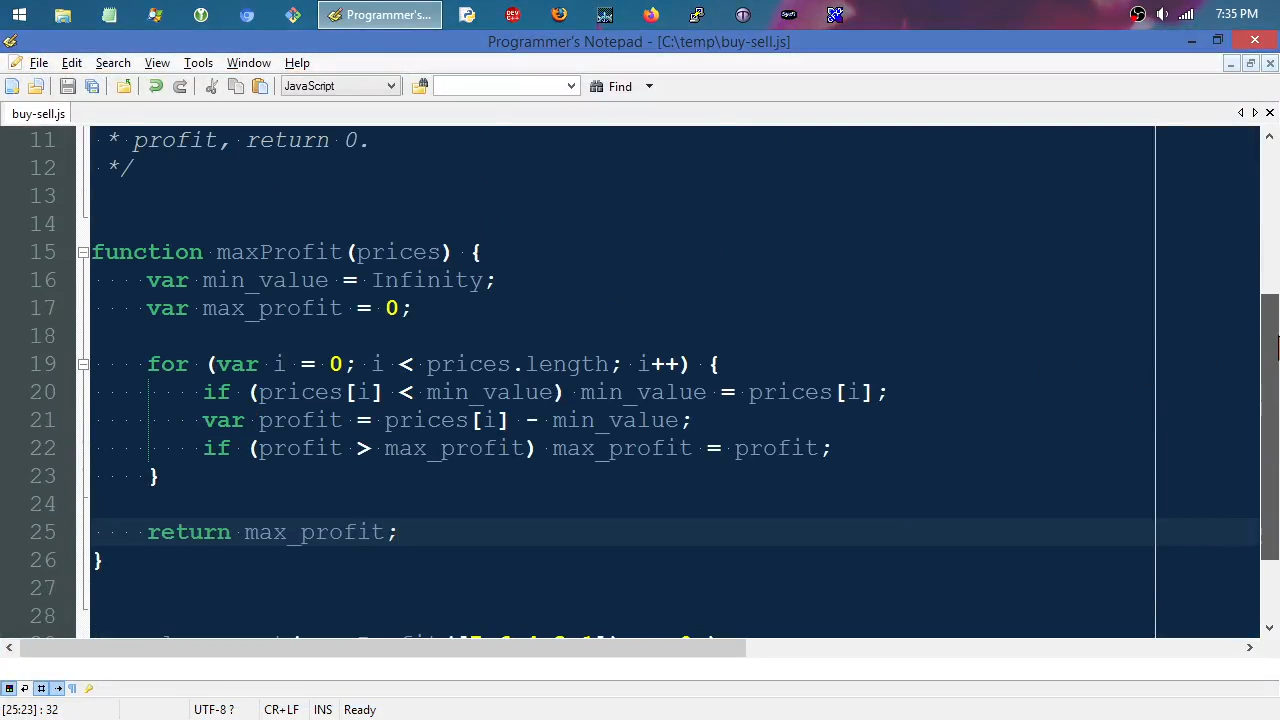 Programmer's...
7:35 PM
Programmer's Notepad - [C:\temp\buy-sell.js]
File Edit Search View Tools Window Help
JavaScript Find
buy-sell.js
11 * profit, return 0.
12 */
13
14
15 function maxProfit(prices) {
16 var min_value = Infinity;
17 var max_profit = 0;
18
19 for (var i = 0; i < prices.length; i++) {
20 if (prices[i] < min_value) min_value = prices[i];
21 var profit = prices[i] - min_value;
22 if (profit > max_profit) max_profit = profit;
23 }
24
25 return max_profit;
26 }
27
28
[25:23] : 32 UTF-8 ? CR+LF INS Ready